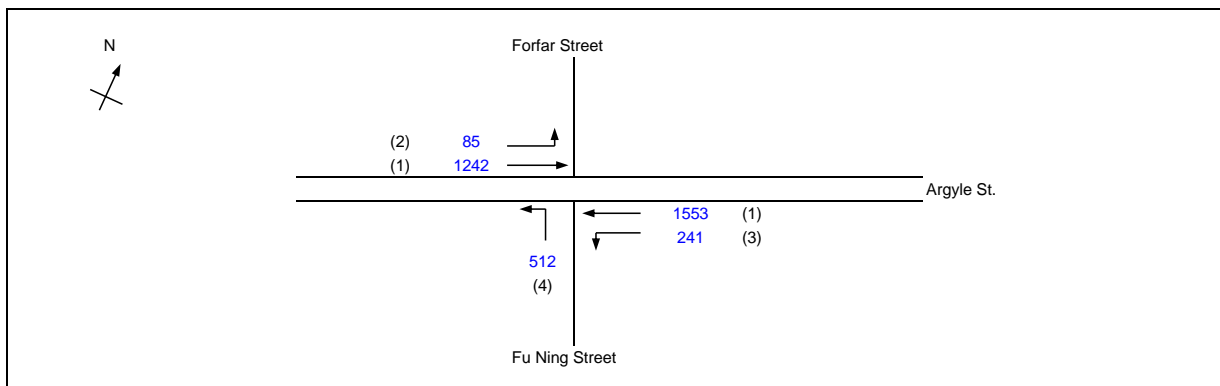 N
Forfar Street
(2) 85
(1) 1242
Argyle St.
1553 (1)
241 (3)
512
(4)
Fu Ning Street